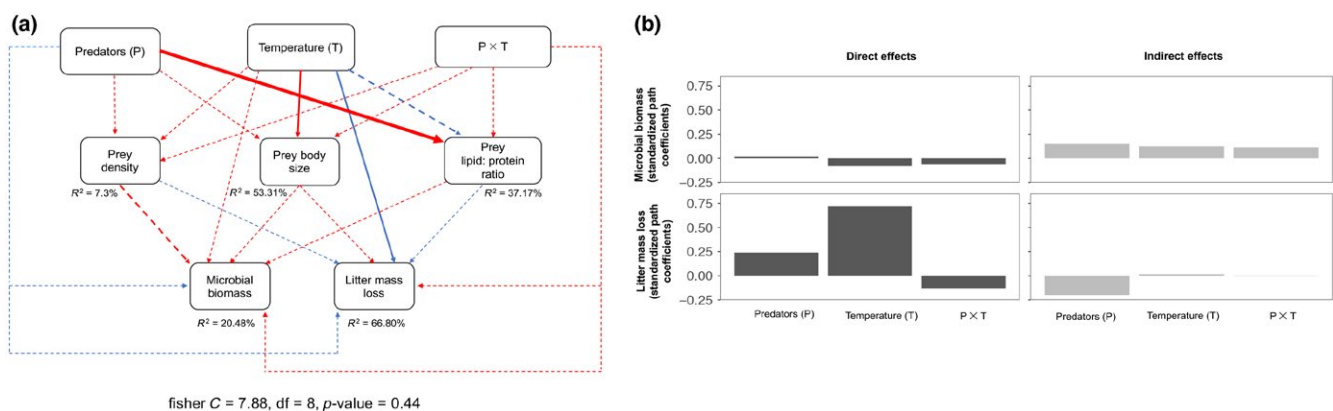 (a)
Predators (P)
Temperature (T)
P × T
Prey
density
R² = 7.3%
Prey body
size
R² = 53.31%
Prey
lipid: protein
ratio
R² = 37.17%
Microbial
biomass
R² = 20.48%
Litter mass
loss
R² = 66.80%
fisher C = 7.88, df = 8, p-value = 0.44
(b)
Direct effects
Indirect effects
Microbial biomass
(standardized path
coefficients)
0.75
0.50
0.25
0.00
−0.25
Litter mass loss
(standardized path
coefficients)
0.75
0.50
0.25
0.00
−0.25
Predators (P)
Temperature (T)
P × T
Predators (P)
Temperature (T)
P × T